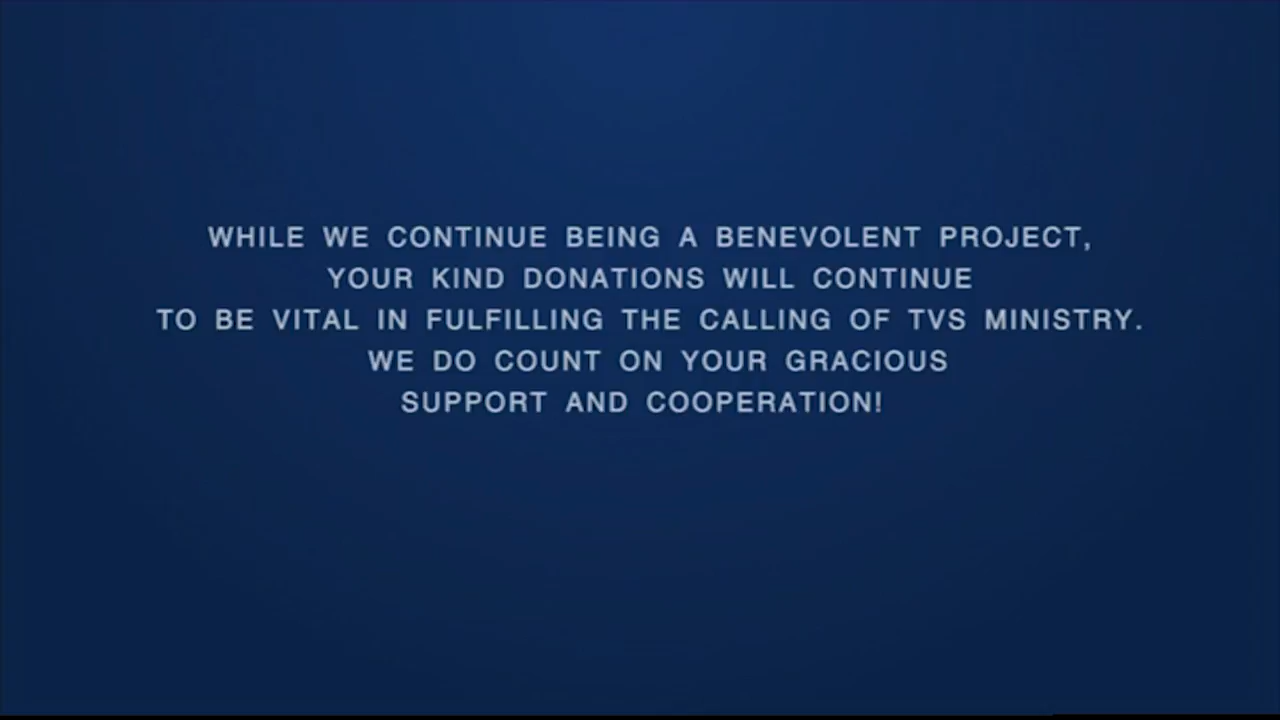 WHILE WE CONTINUE BEING A BENEVOLENT PROJECT,
YOUR KIND DONATIONS WILL CONTINUE
TO BE VITAL IN FULFILLING THE CALLING OF TVS MINISTRY.
WE DO COUNT ON YOUR GRACIOUS
SUPPORT AND COOPERATION!